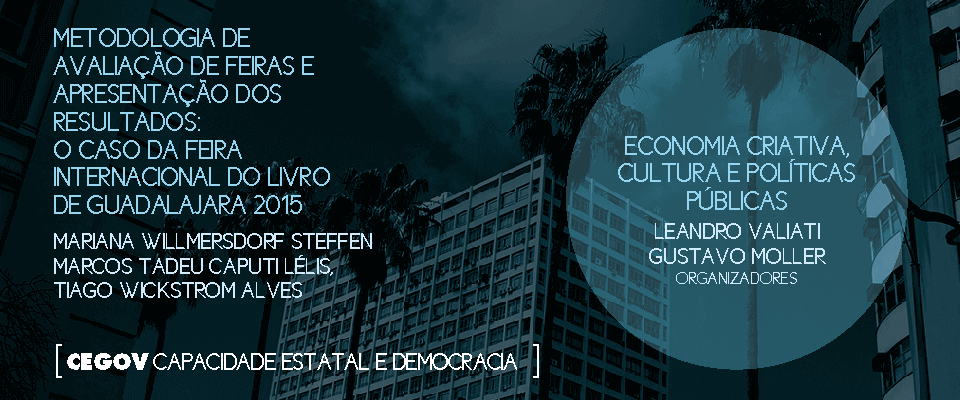 METODOLOGIA DE
AVALIAÇÃO DE FEIRAS E
APRESENTAÇÃO DOS
RESULTADOS:
O CASO DA FEIRA
INTERNACIONAL DO LIVRO
DE GUADALAJARA 2015
MARIANA WILLMERSDORF STEFFEN
MARCOS TADEU CAPUTI LÉLIS,
TIAGO WICKSTROM ALVES
[CEGOV CAPACIDADE ESTATAL E DEMOCRACIA ]
ECONOMIA CRIATIVA,
CULTURA E POLÍTICAS
PÚBLICAS
LEANDRO VALIATI
GUSTAVO MOLLER
ORGANIZADORES